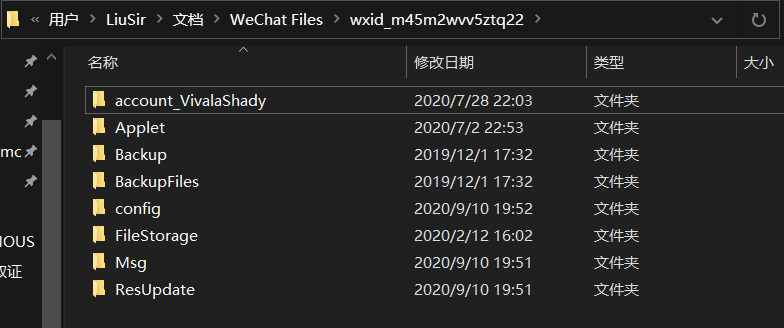 « 用户 > LiuSir > 文档 > WeChat Files > wxid_m45m2wvv5ztq22 >
名称 修改日期 类型 大小
account_VivalaShady 2020/7/28 22:03 文件夹
Applet 2020/7/2 22:53 文件夹
mc Backup 2019/12/1 17:32 文件夹
BackupFiles 2019/12/1 17:32 文件夹
config 2020/9/10 19:52 文件夹
IOUS FileStorage 2020/2/12 16:02 文件夹
取证 Msg 2020/9/10 19:51 文件夹
ResUpdate 2020/9/10 19:51 文件夹